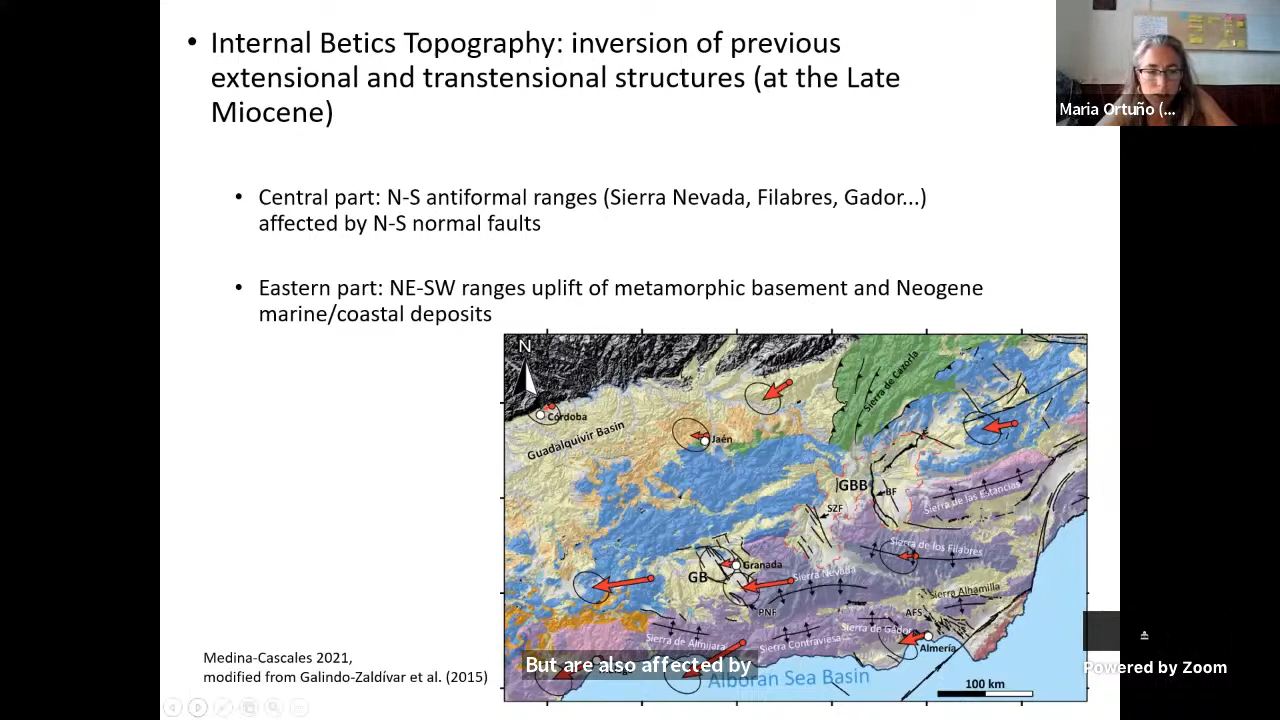 • Internal Betics Topography: inversion of previous
extensional and transtensional structures (at the Late
Miocene)
Maria Ortuño (...
• Central part: N-S antiformal ranges (Sierra Nevada, Filabres, Gador...)
affected by N-S normal faults
• Eastern part: NE-SW ranges uplift of metamorphic basement and Neogene
marine/coastal deposits
N
Sierra de Cazorla
Córdoba
Guadalquivir Basin
Jaén
GBB
BF
Sierra de las Estancias
SZF
Sierra de los Filabres
Granada
GB
Sierra Nevada
Sierra Alhamilla
PNF
AFS
Sierra de Gádor
Sierra de Almijara
Sierra Contraviesa
Almería
Alboran Sea Basin
100 km
But are also affected by
Medina-Cascales 2021,
modified from Galindo-Zaldívar et al. (2015)
Powered by Zoom